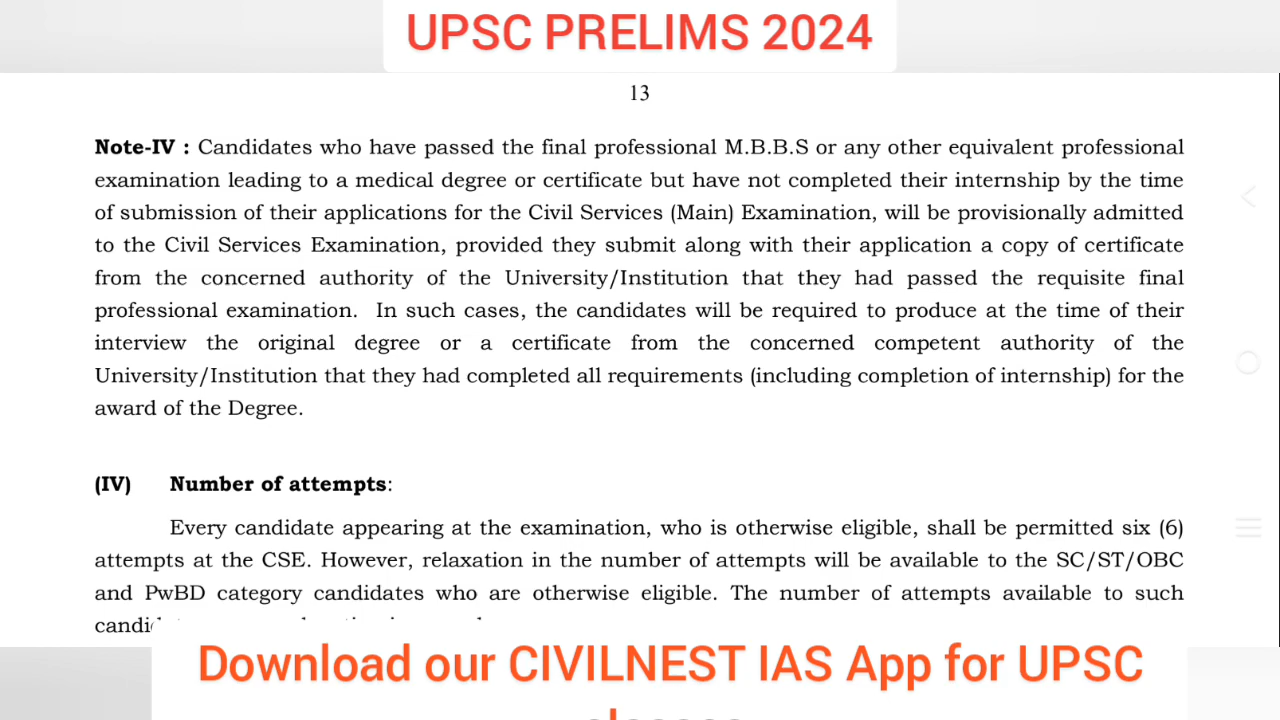 UPSC PRELIMS 2024
13
Note-IV : Candidates who have passed the final professional M.B.B.S or any other equivalent professional
examination leading to a medical degree or certificate but have not completed their internship by the time
of submission of their applications for the Civil Services (Main) Examination, will be provisionally admitted
to the Civil Services Examination, provided they submit along with their application a copy of certificate
from the concerned authority of the University/Institution that they had passed the requisite final
professional examination. In such cases, the candidates will be required to produce at the time of their
interview the original degree or a certificate from the concerned competent authority of the
University/Institution that they had completed all requirements (including completion of internship) for the
award of the Degree.
(IV) Number of attempts:
Every candidate appearing at the examination, who is otherwise eligible, shall be permitted six (6)
attempts at the CSE. However, relaxation in the number of attempts will be available to the SC/ST/OBC
and PwBD category candidates who are otherwise eligible. The number of attempts available to such
Download our CIVILNEST IAS App for UPSC